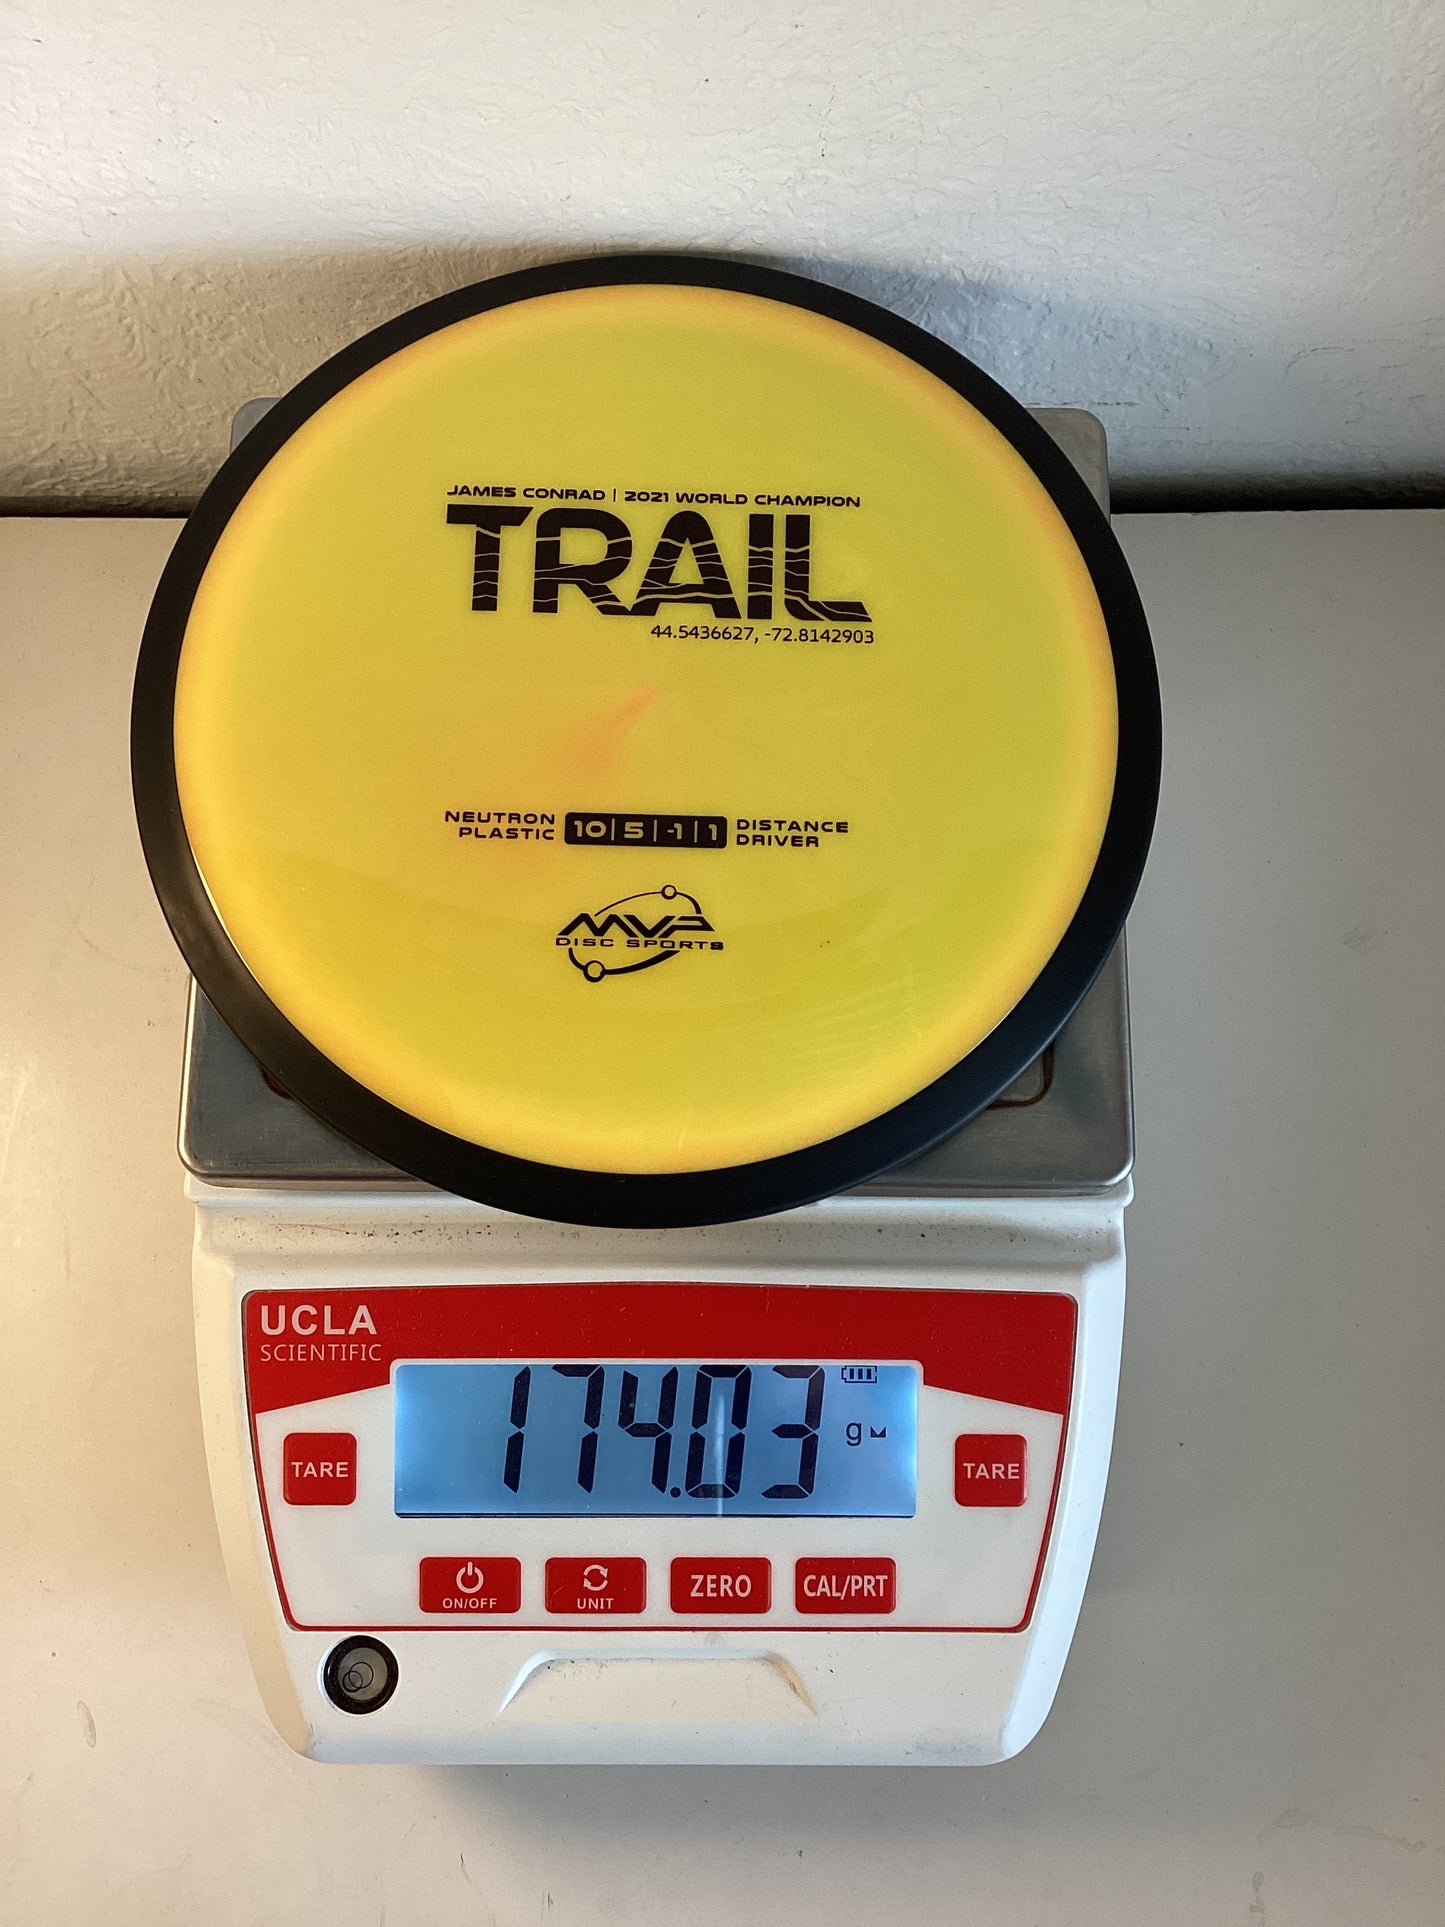 JAMES CONRAD | 2021 WORLD CHAMPION
TRAIL
44.5436627, -72.8142903
NEUTRON PLASTIC 10|5|-1|1 DISTANCE DRIVER
MVP
DISC SPORTS
UCLA
SCIENTIFIC
174.03 g
TARE
TARE
ON/OFF UNIT ZERO CAL/PRT